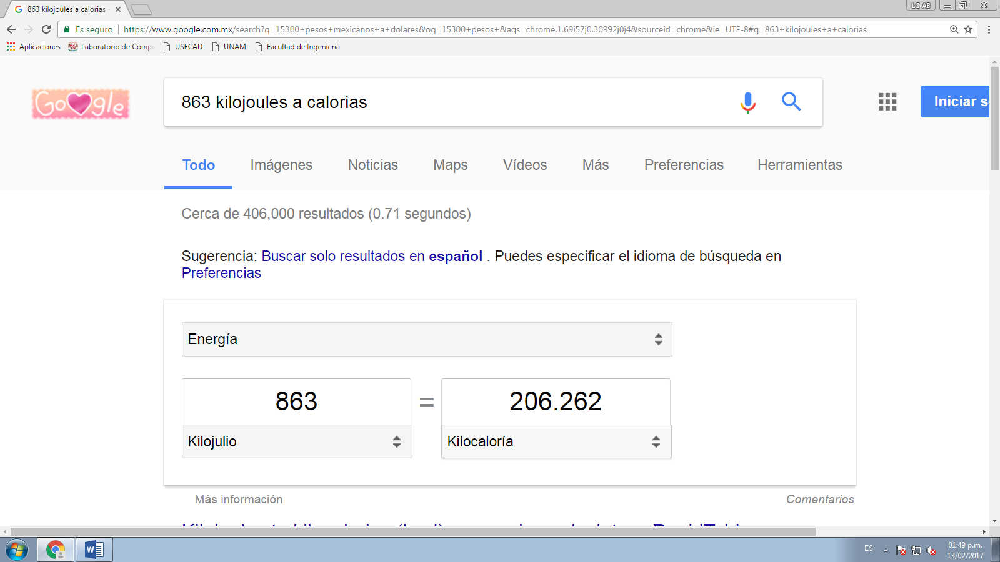 863 kilojoules a calorias -
LC-AB
Es seguro
https://www.google.com.mx/search?q=15300+pesos+mexicanos+a+dolares&oq=15300+pesos+&aqs=chrome.1.69i57j0.30992j0j4&sourceid=chrome&ie=UTF-8#q=863+kilojoules+a+calorias
Aplicaciones Laboratorio de Compu USECAD UNAM Facultad de Ingenieria
Google
863 kilojoules a calorias
Iniciar s
Todo Imágenes Noticias Maps Vídeos Más Preferencias Herramientas
Cerca de 406,000 resultados (0.71 segundos)
Sugerencia: Buscar solo resultados en español . Puedes especificar el idioma de búsqueda en
Preferencias
Energía
863 = 206.262
Kilojulio Kilocaloría
Más información Comentarios
ES
01:49 p.m.
13/02/2017